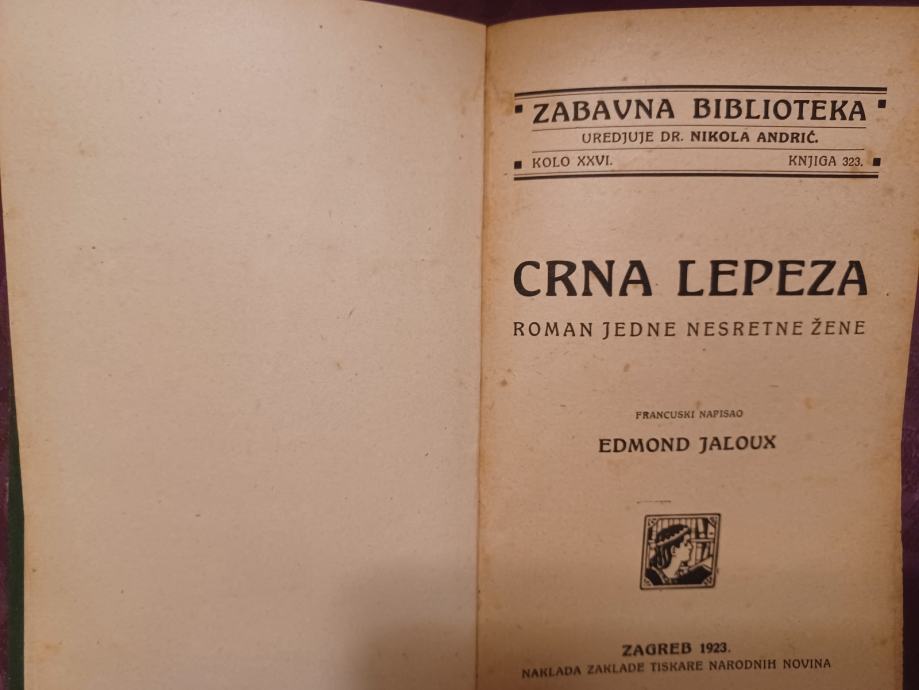 ZABAVNA BIBLIOTEKA
UREDJUJE DR. NIKOLA ANDRIĆ.
KOLO XXVI. KNJIGA 323.
CRNA LEPEZA
ROMAN JEDNE NESRETNE ŽENE
FRANCUSKI NAPISAO
EDMOND JALOUX
ZAGREB 1923.
NAKLADA ZAKLADE TISKARE NARODNIH NOVINA